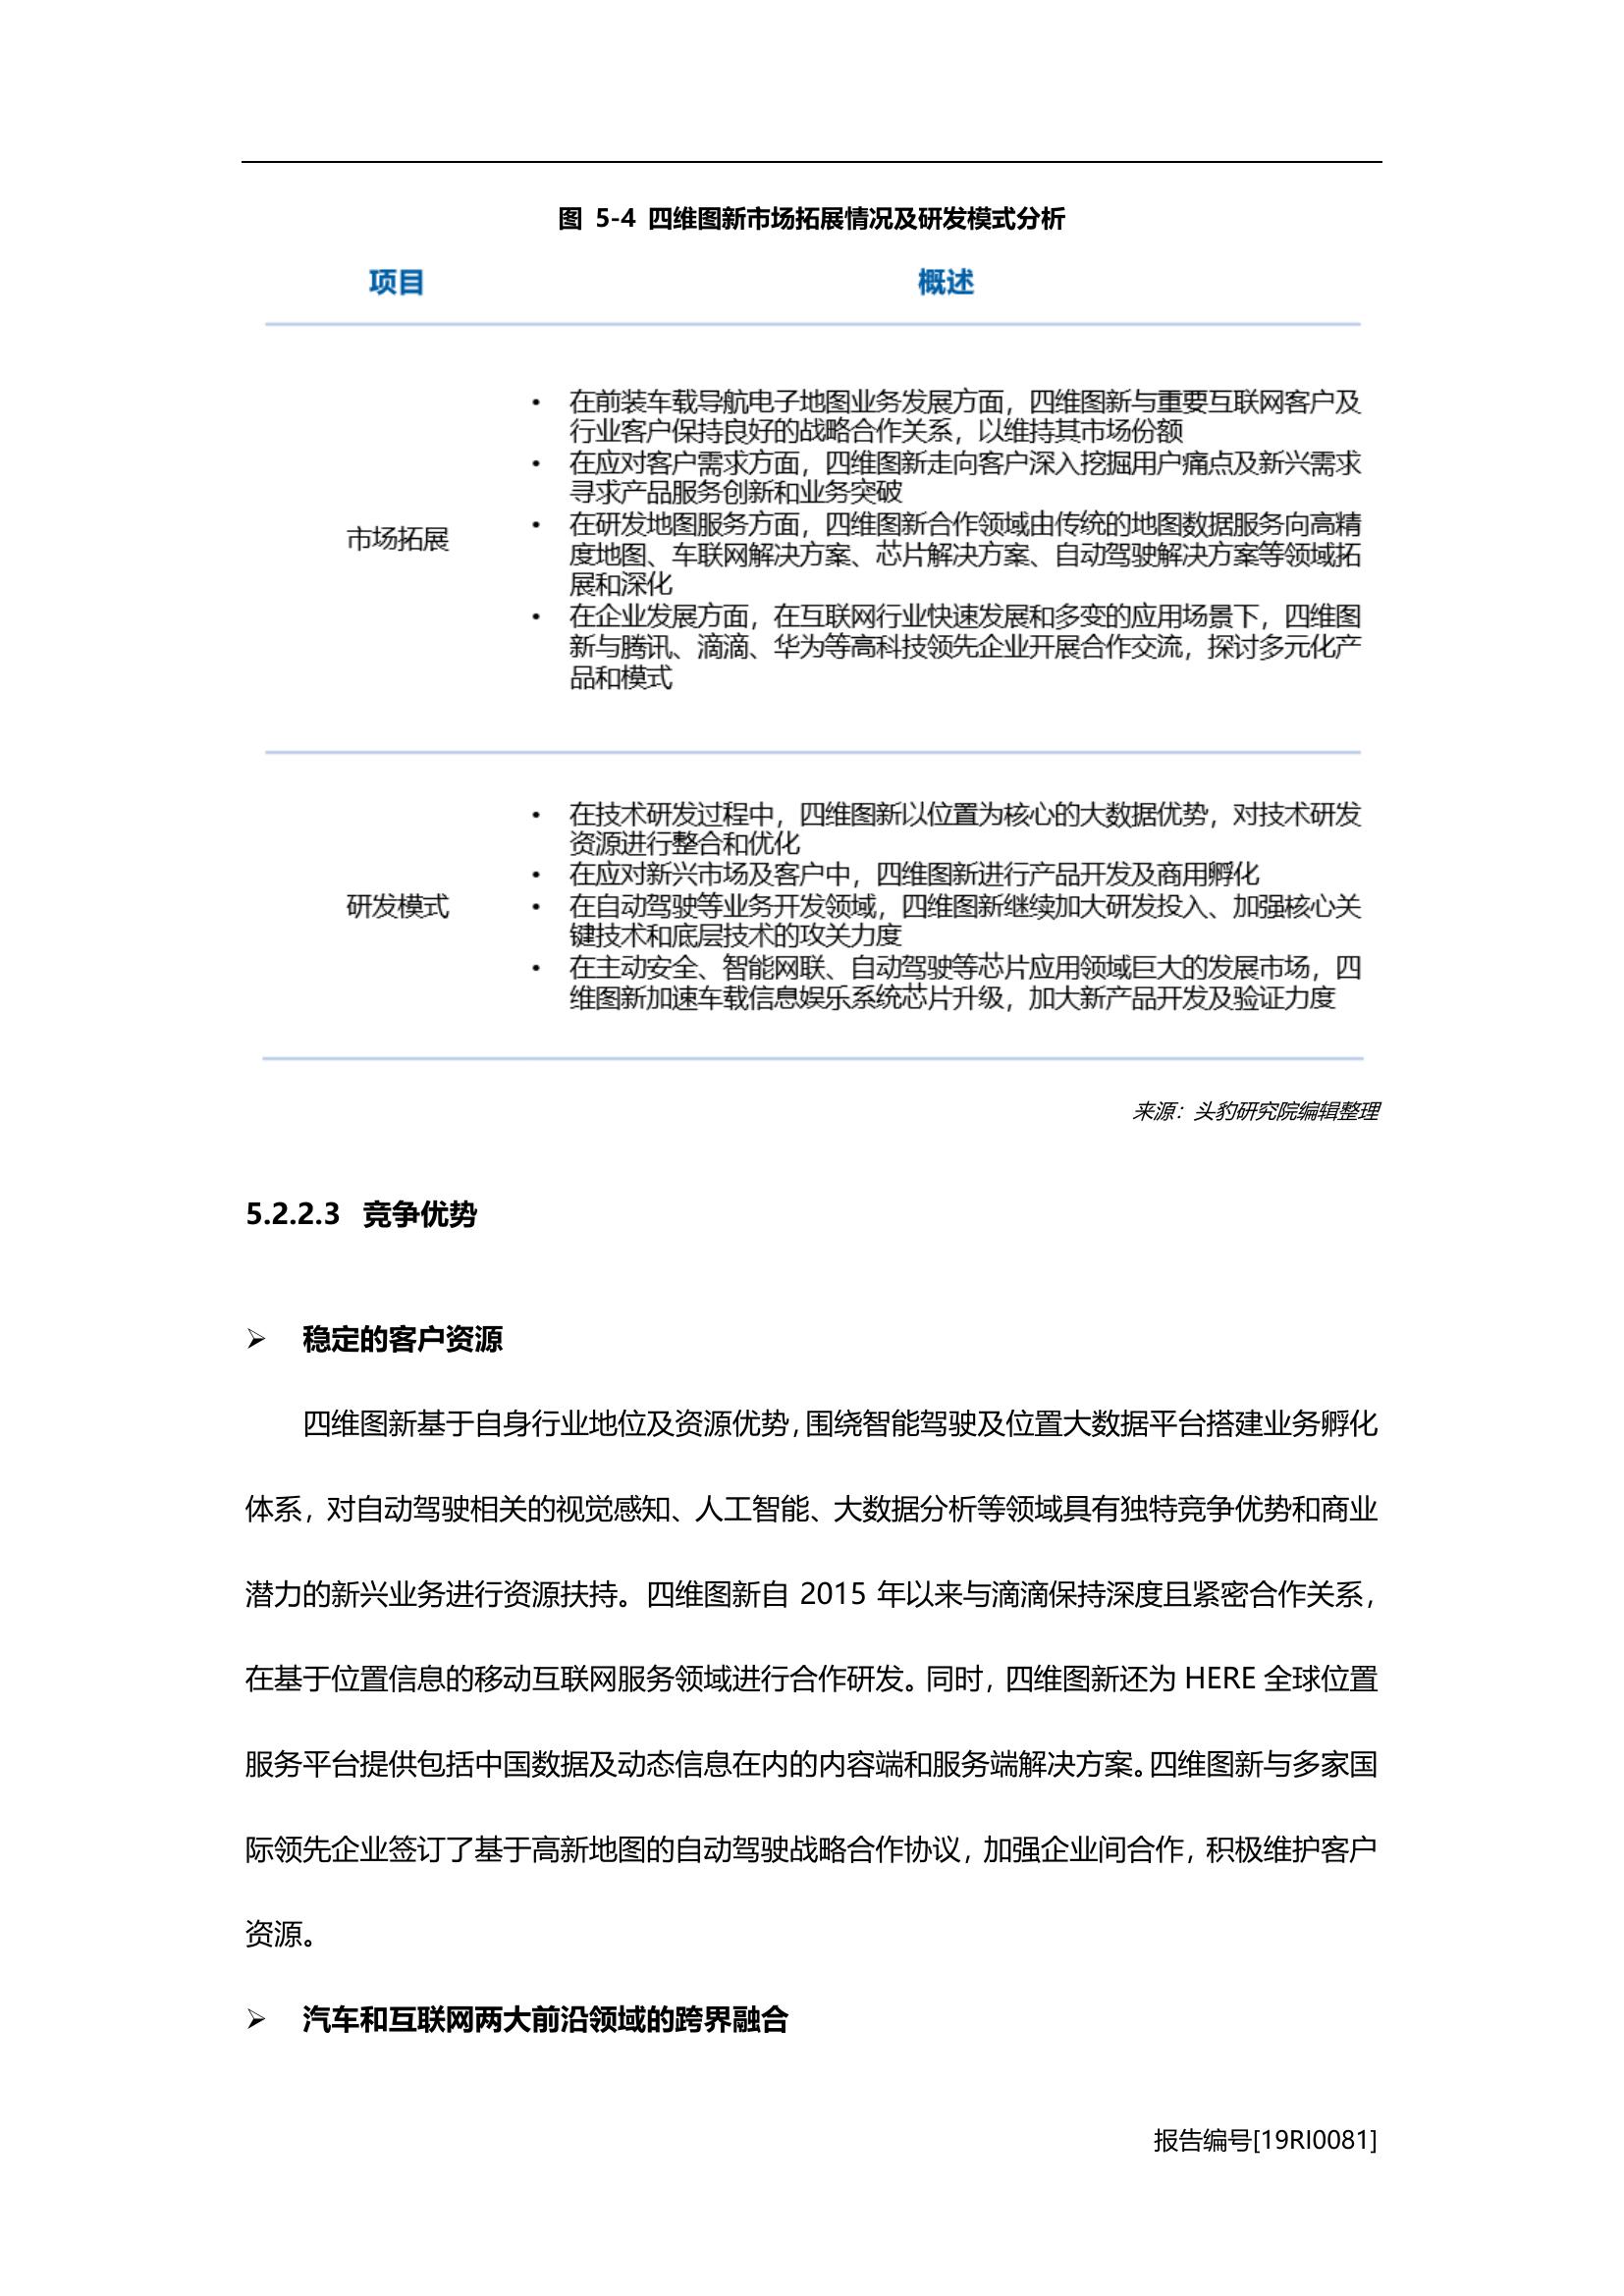 图 5-4 四维图新市场拓展情况及研发模式分析
项目
概述
市场拓展
• 在前装车载导航电子地图业务发展方面，四维图新与重要互联网客户及
行业客户保持良好的战略合作关系，以维持其市场份额
• 在应对客户需求方面，四维图新走向客户深入挖掘用户痛点及新兴需求
寻求产品服务创新和业务突破
• 在研发地图服务方面，四维图新合作领域由传统的地图数据服务向高精
度地图、车联网解决方案、芯片解决方案、自动驾驶解决方案等领域拓
展和深化
• 在企业发展方面，在互联网行业快速发展和多变的应用场景下，四维图
新与腾讯、滴滴、华为等高科技领先企业开展合作交流，探讨多元化产
品和模式
研发模式
• 在技术研发过程中，四维图新以位置为核心的大数据优势，对技术研发
资源进行整合和优化
• 在应对新兴市场及客户中，四维图新进行产品开发及商用孵化
• 在自动驾驶等业务开发领域，四维图新继续加大研发投入、加强核心关
键技术和底层技术的攻关力度
• 在主动安全、智能网联、自动驾驶等芯片应用领域巨大的发展市场，四
维图新加速车载信息娱乐系统芯片升级，加大新产品开发及验证力度
来源：头豹研究院编辑整理
5.2.2.3 竞争优势
➢ 稳定的客户资源
四维图新基于自身行业地位及资源优势，围绕智能驾驶及位置大数据平台搭建业务孵化
体系，对自动驾驶相关的视觉感知、人工智能、大数据分析等领域具有独特竞争优势和商业
潜力的新兴业务进行资源扶持。四维图新自 2015 年以来与滴滴保持深度且紧密合作关系，
在基于位置信息的移动互联网服务领域进行合作研发。同时，四维图新还为 HERE 全球位置
服务平台提供包括中国数据及动态信息在内的内容端和服务端解决方案。四维图新与多家国
际领先企业签订了基于高新地图的自动驾驶战略合作协议，加强企业间合作，积极维护客户
资源。
➢ 汽车和互联网两大前沿领域的跨界融合
报告编号[19RI0081]